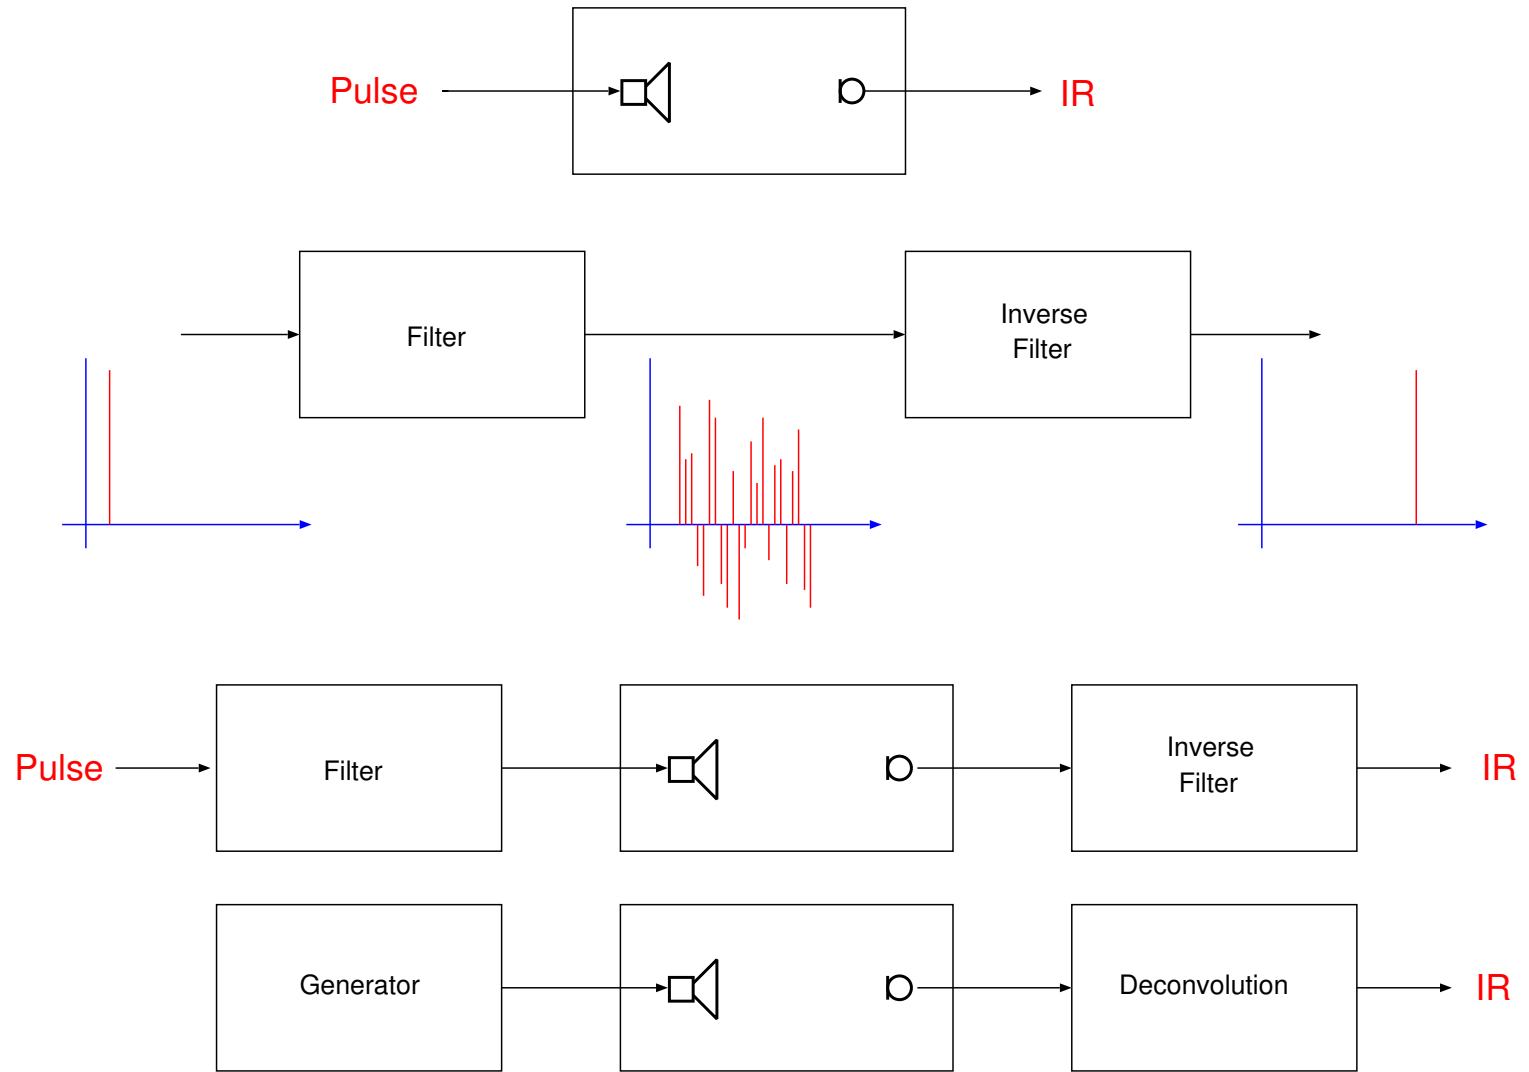 Pulse
IR
Filter
Inverse
Filter
Pulse
Filter
Inverse
Filter
IR
Generator
Deconvolution
IR